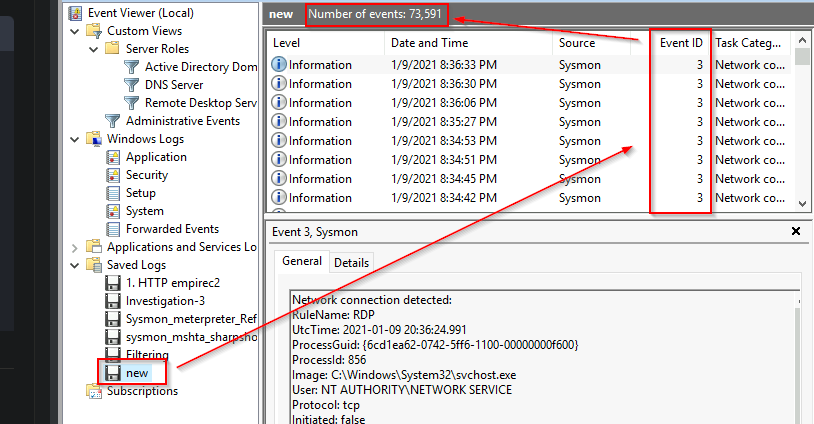 Event Viewer (Local)
Custom Views
Server Roles
Active Directory Dom
DNS Server
Remote Desktop Serv
Administrative Events
Windows Logs
Application
Security
Setup
System
Forwarded Events
Applications and Services Lo
Saved Logs
1. HTTP empirec2
Investigation-3
Sysmon_meterpreter_Ref
sysmon_mshta_sharpsho
Filtering
new
Subscriptions
new Number of events: 73,591
Level Date and Time Source Event ID Task Categ...
Information 1/9/2021 8:36:33 PM Sysmon 3 Network co...
Information 1/9/2021 8:36:30 PM Sysmon 3 Network co...
Information 1/9/2021 8:36:06 PM Sysmon 3 Network co...
Information 1/9/2021 8:35:27 PM Sysmon 3 Network co...
Information 1/9/2021 8:34:53 PM Sysmon 3 Network co...
Information 1/9/2021 8:34:51 PM Sysmon 3 Network co...
Information 1/9/2021 8:34:45 PM Sysmon 3 Network co...
Information 1/9/2021 8:34:42 PM Sysmon 3 Network co...
Event 3, Sysmon
General Details
Network connection detected:
RuleName: RDP
UtcTime: 2021-01-09 20:36:24.991
ProcessGuid: {6cd1ea62-0742-5ff6-1100-00000000f600}
ProcessId: 856
Image: C:\Windows\System32\svchost.exe
User: NT AUTHORITY\NETWORK SERVICE
Protocol: tcp
Initiated: false